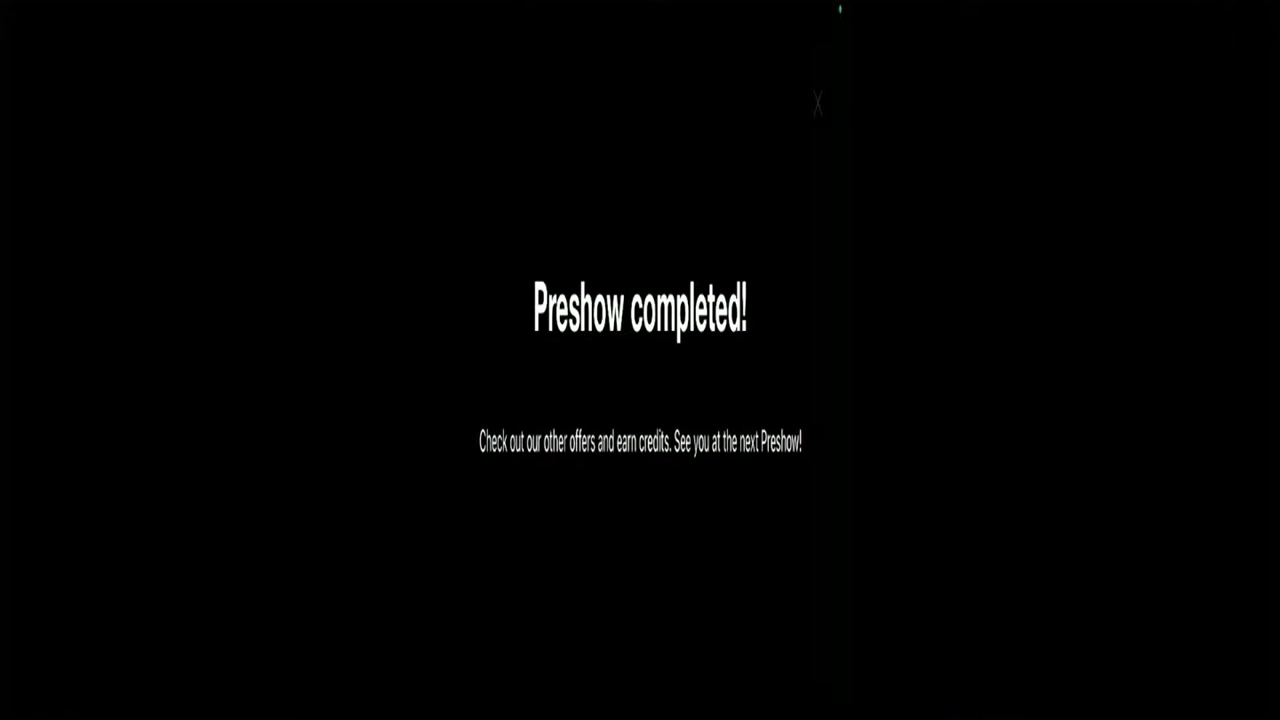 X
Preshow completed!
Check out our other offers and earn credits. See you at the next Preshow!